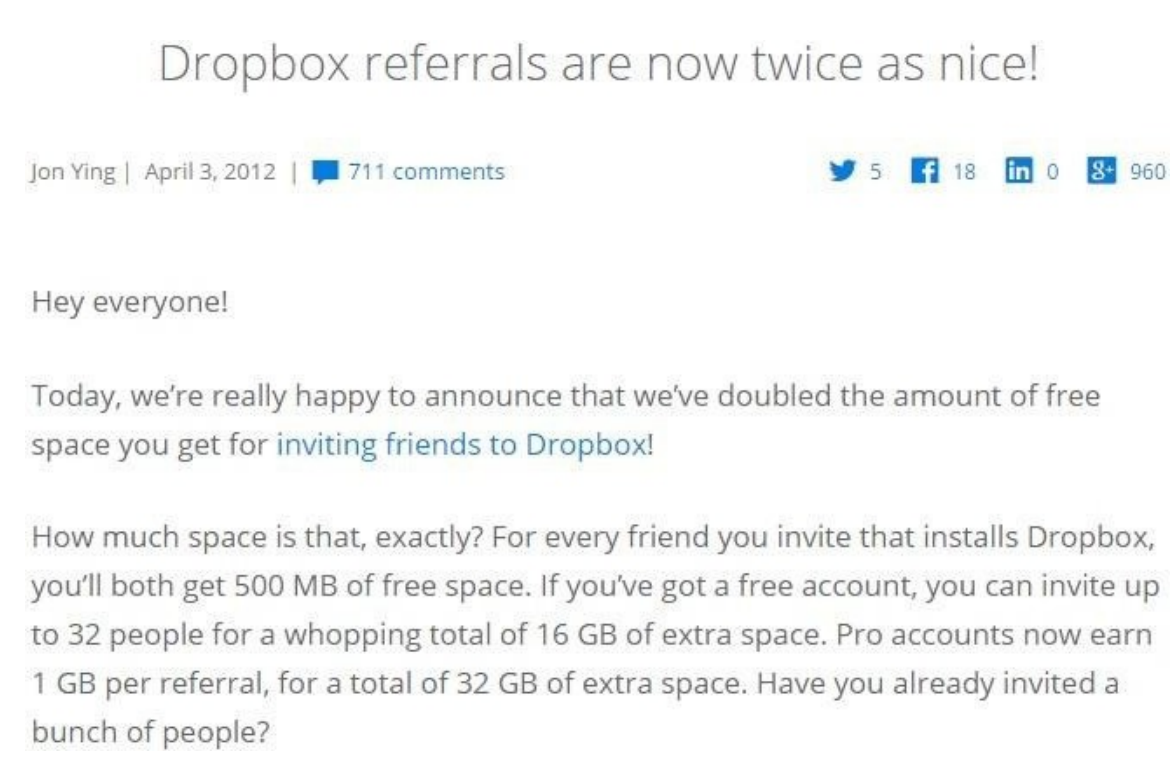 Dropbox referrals are now twice as nice!
Jon Ying | April 3, 2012 | 711 comments 5 18 in 0 8+ 960
Hey everyone!
Today, we’re really happy to announce that we’ve doubled the amount of free
space you get for inviting friends to Dropbox!
How much space is that, exactly? For every friend you invite that installs Dropbox,
you’ll both get 500 MB of free space. If you’ve got a free account, you can invite up
to 32 people for a whopping total of 16 GB of extra space. Pro accounts now earn
1 GB per referral, for a total of 32 GB of extra space. Have you already invited a
bunch of people?